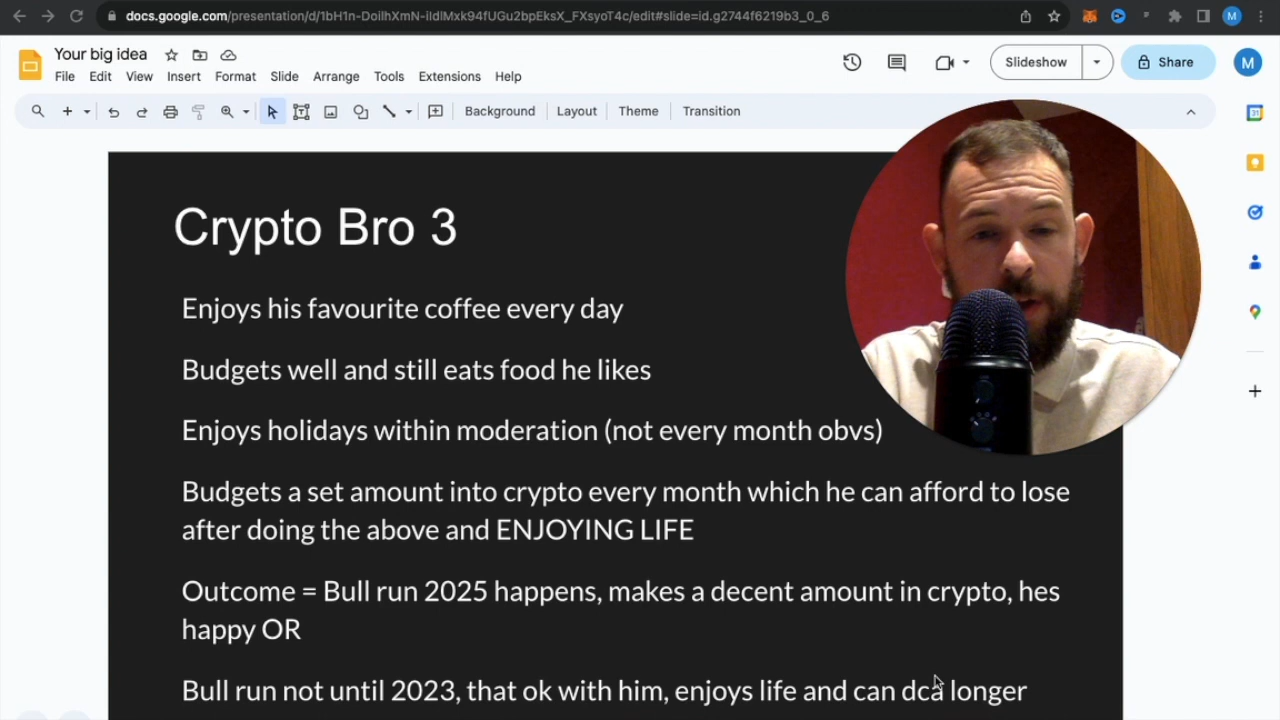 docs.google.com/presentation/d/1bH1n-DoilhXmN-iIdlMxk94fUGu2bpEksX_FXsyoT4c/edit#slide=id.g2744f6219b3_0_6
M
Your big idea
File Edit View Insert Format Slide Arrange Tools Extensions Help
Slideshow
Share
M
Background Layout Theme Transition
31
Crypto Bro 3
Enjoys his favourite coffee every day
Budgets well and still eats food he likes
Enjoys holidays within moderation (not every month obvs)
Budgets a set amount into crypto every month which he can afford to lose
after doing the above and ENJOYING LIFE
Outcome = Bull run 2025 happens, makes a decent amount in crypto, hes
happy OR
Bull run not until 2023, that ok with him, enjoys life and can dca longer